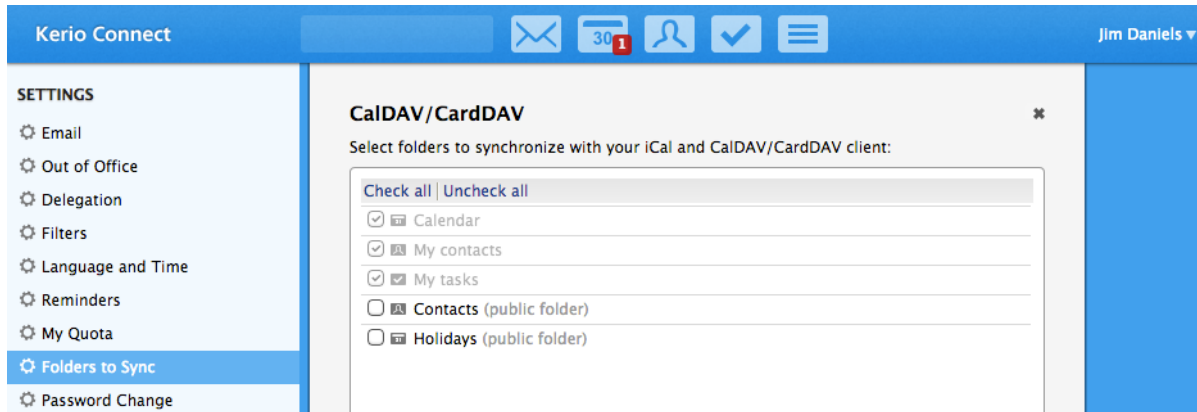 Kerio Connect
30
1
Jim Daniels
SETTINGS
Email
Out of Office
Delegation
Filters
Language and Time
Reminders
My Quota
Folders to Sync
Password Change
CalDAV/CardDAV
Select folders to synchronize with your iCal and CalDAV/CardDAV client:
Check all | Uncheck all
Calendar
My contacts
My tasks
Contacts (public folder)
Holidays (public folder)